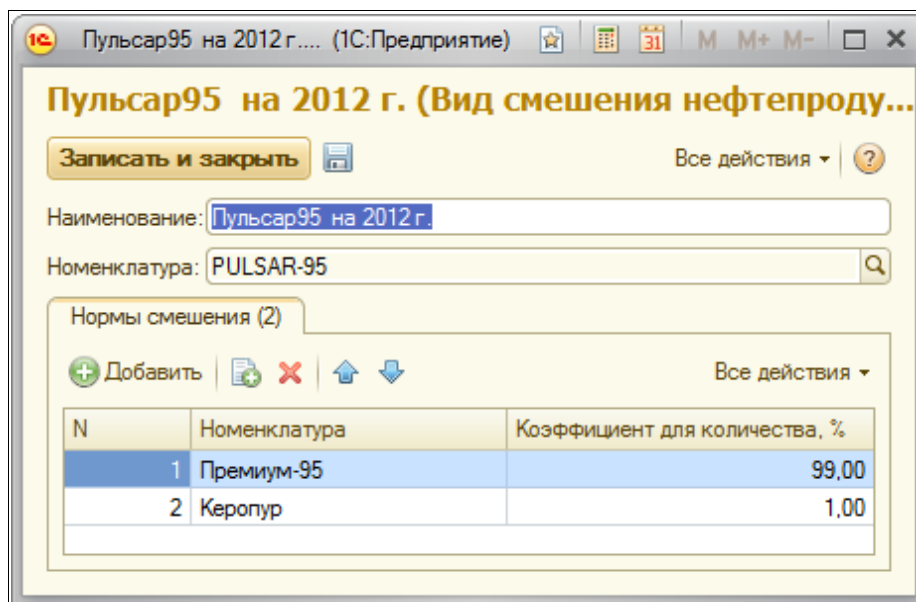 1С Пульсар95 на 2012 г.... (1С:Предприятие) 31 M M+ M-
Пульсар95 на 2012 г. (Вид смешения нефтепроду...
Записать и закрыть Все действия ?
Наименование: Пульсар95 на 2012 г.
Номенклатура: PULSAR-95
Нормы смешения (2)
Добавить Все действия
N Номенклатура Коэффициент для количества, %
1 Премиум-95 99,00
2 Керопур 1,00